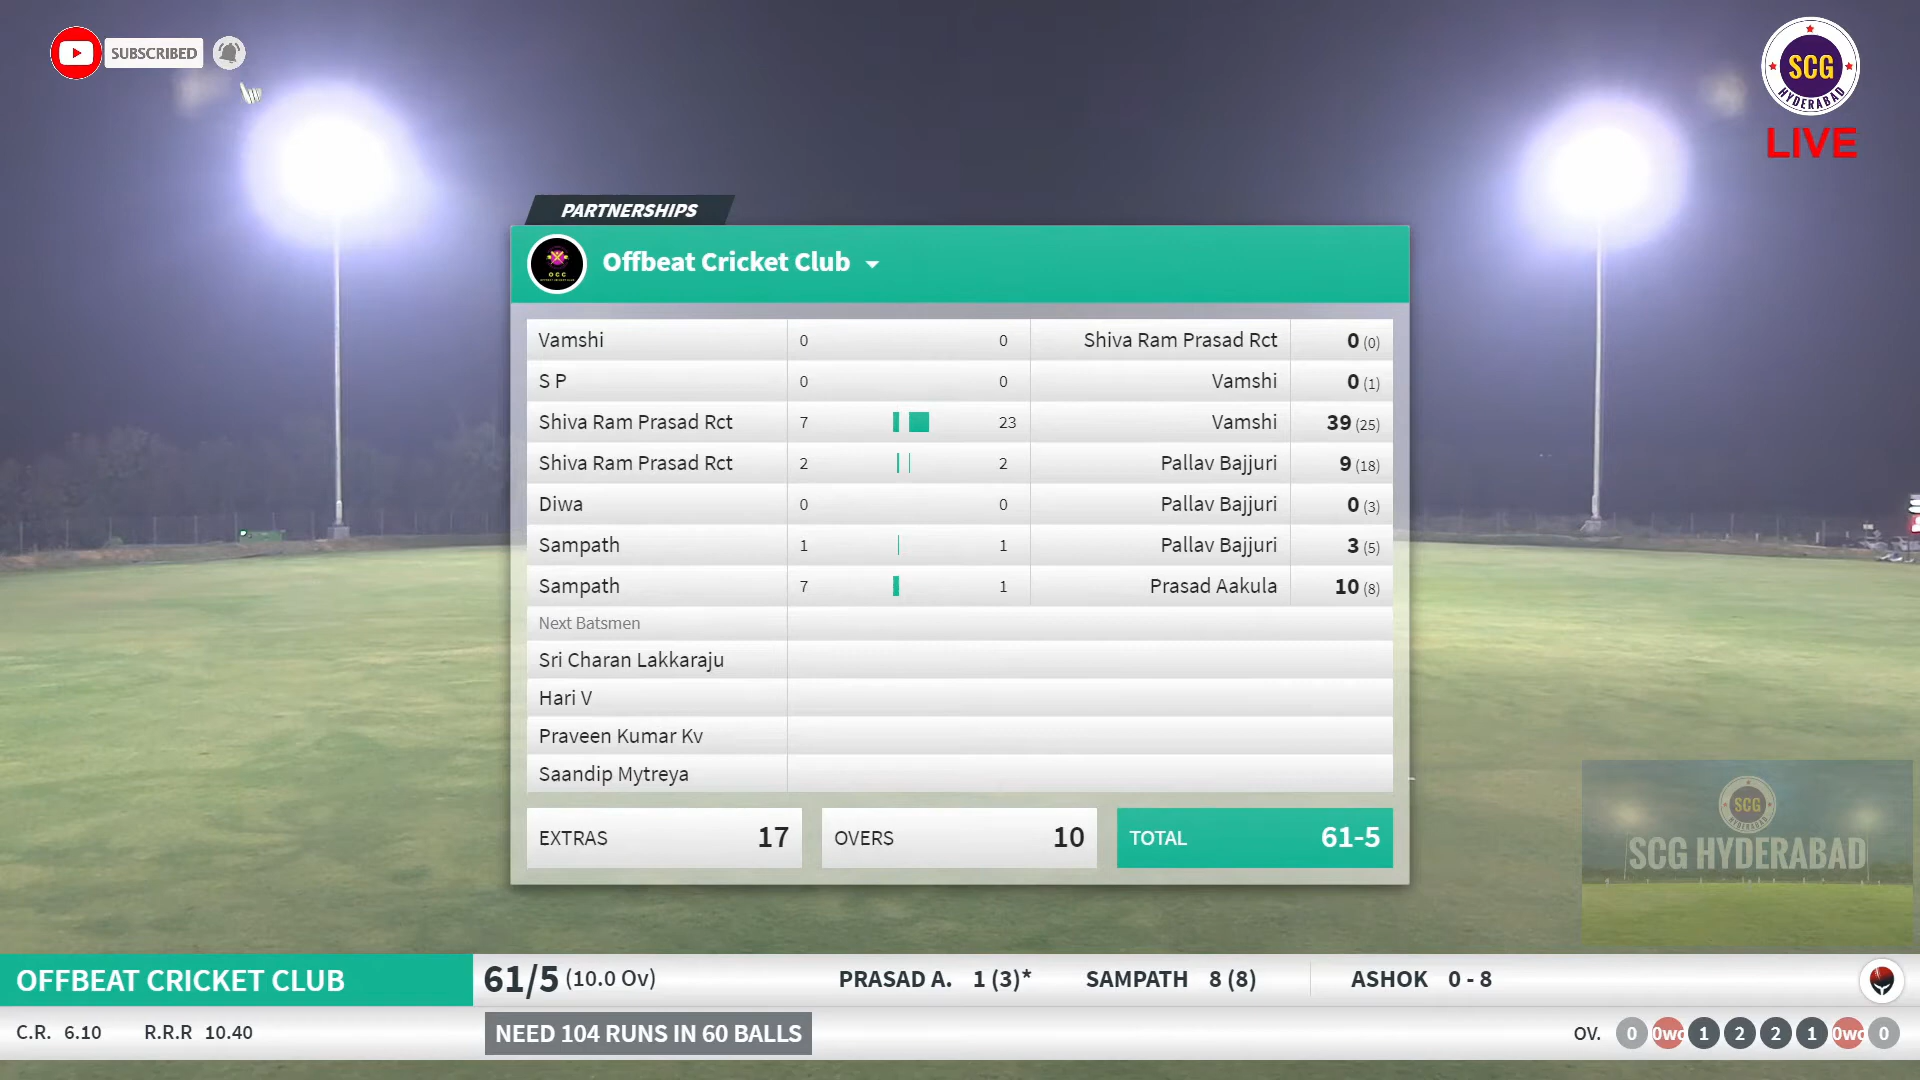 SUBSCRIBED
SCG
HYDERABAD
LIVE
PARTNERSHIPS
OCC
Offbeat Cricket Club
Vamshi 0 0 Shiva Ram Prasad Rct 0 (0)
S P 0 0 Vamshi 0 (1)
Shiva Ram Prasad Rct 7 23 Vamshi 39 (25)
Shiva Ram Prasad Rct 2 2 Pallav Bajjuri 9 (18)
Diwa 0 0 Pallav Bajjuri 0 (3)
Sampath 1 1 Pallav Bajjuri 3 (5)
Sampath 7 1 Prasad Aakula 10 (8)
Next Batsmen
Sri Charan Lakkaraju
Hari V
Praveen Kumar Kv
Saandip Mytreya
EXTRAS 17 OVERS 10 TOTAL 61-5
SCG
SCG HYDERABAD
OFFBEAT CRICKET CLUB 61/5 (10.0 Ov) PRASAD A. 1 (3)* SAMPATH 8 (8) ASHOK 0 - 8
C.R. 6.10 R.R.R 10.40 NEED 104 RUNS IN 60 BALLS OV. 0 0wd 1 2 2 1 0wd 0